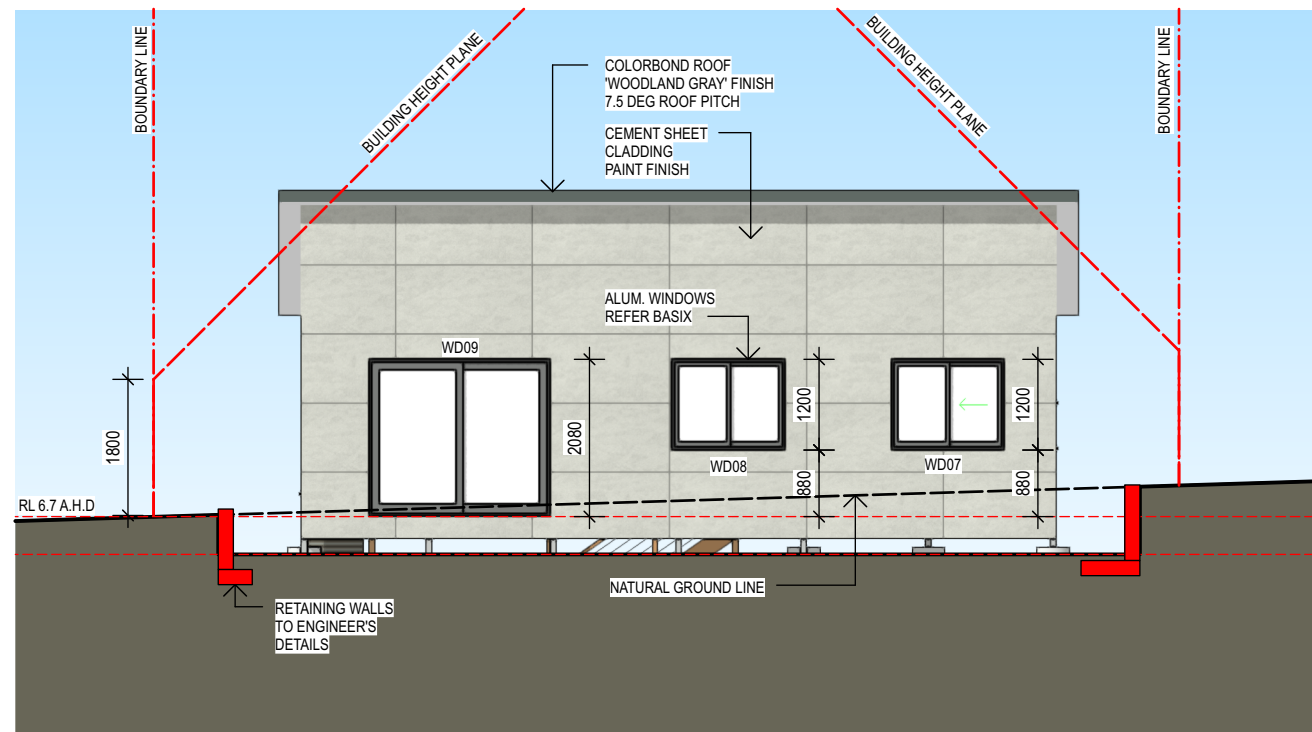 BOUNDARY LINE
BUILDING HEIGHT PLANE
COLORBOND ROOF
'WOODLAND GRAY' FINISH
7.5 DEG ROOF PITCH
CEMENT SHEET
CLADDING
PAINT FINISH
BUILDING HEIGHT PLANE
BOUNDARY LINE
ALUM. WINDOWS
REFER BASIX
WD09
1800
2080
1200
1200
WD08
WD07
880
880
RL 6.7 A.H.D
NATURAL GROUND LINE
RETAINING WALLS
TO ENGINEER'S
DETAILS